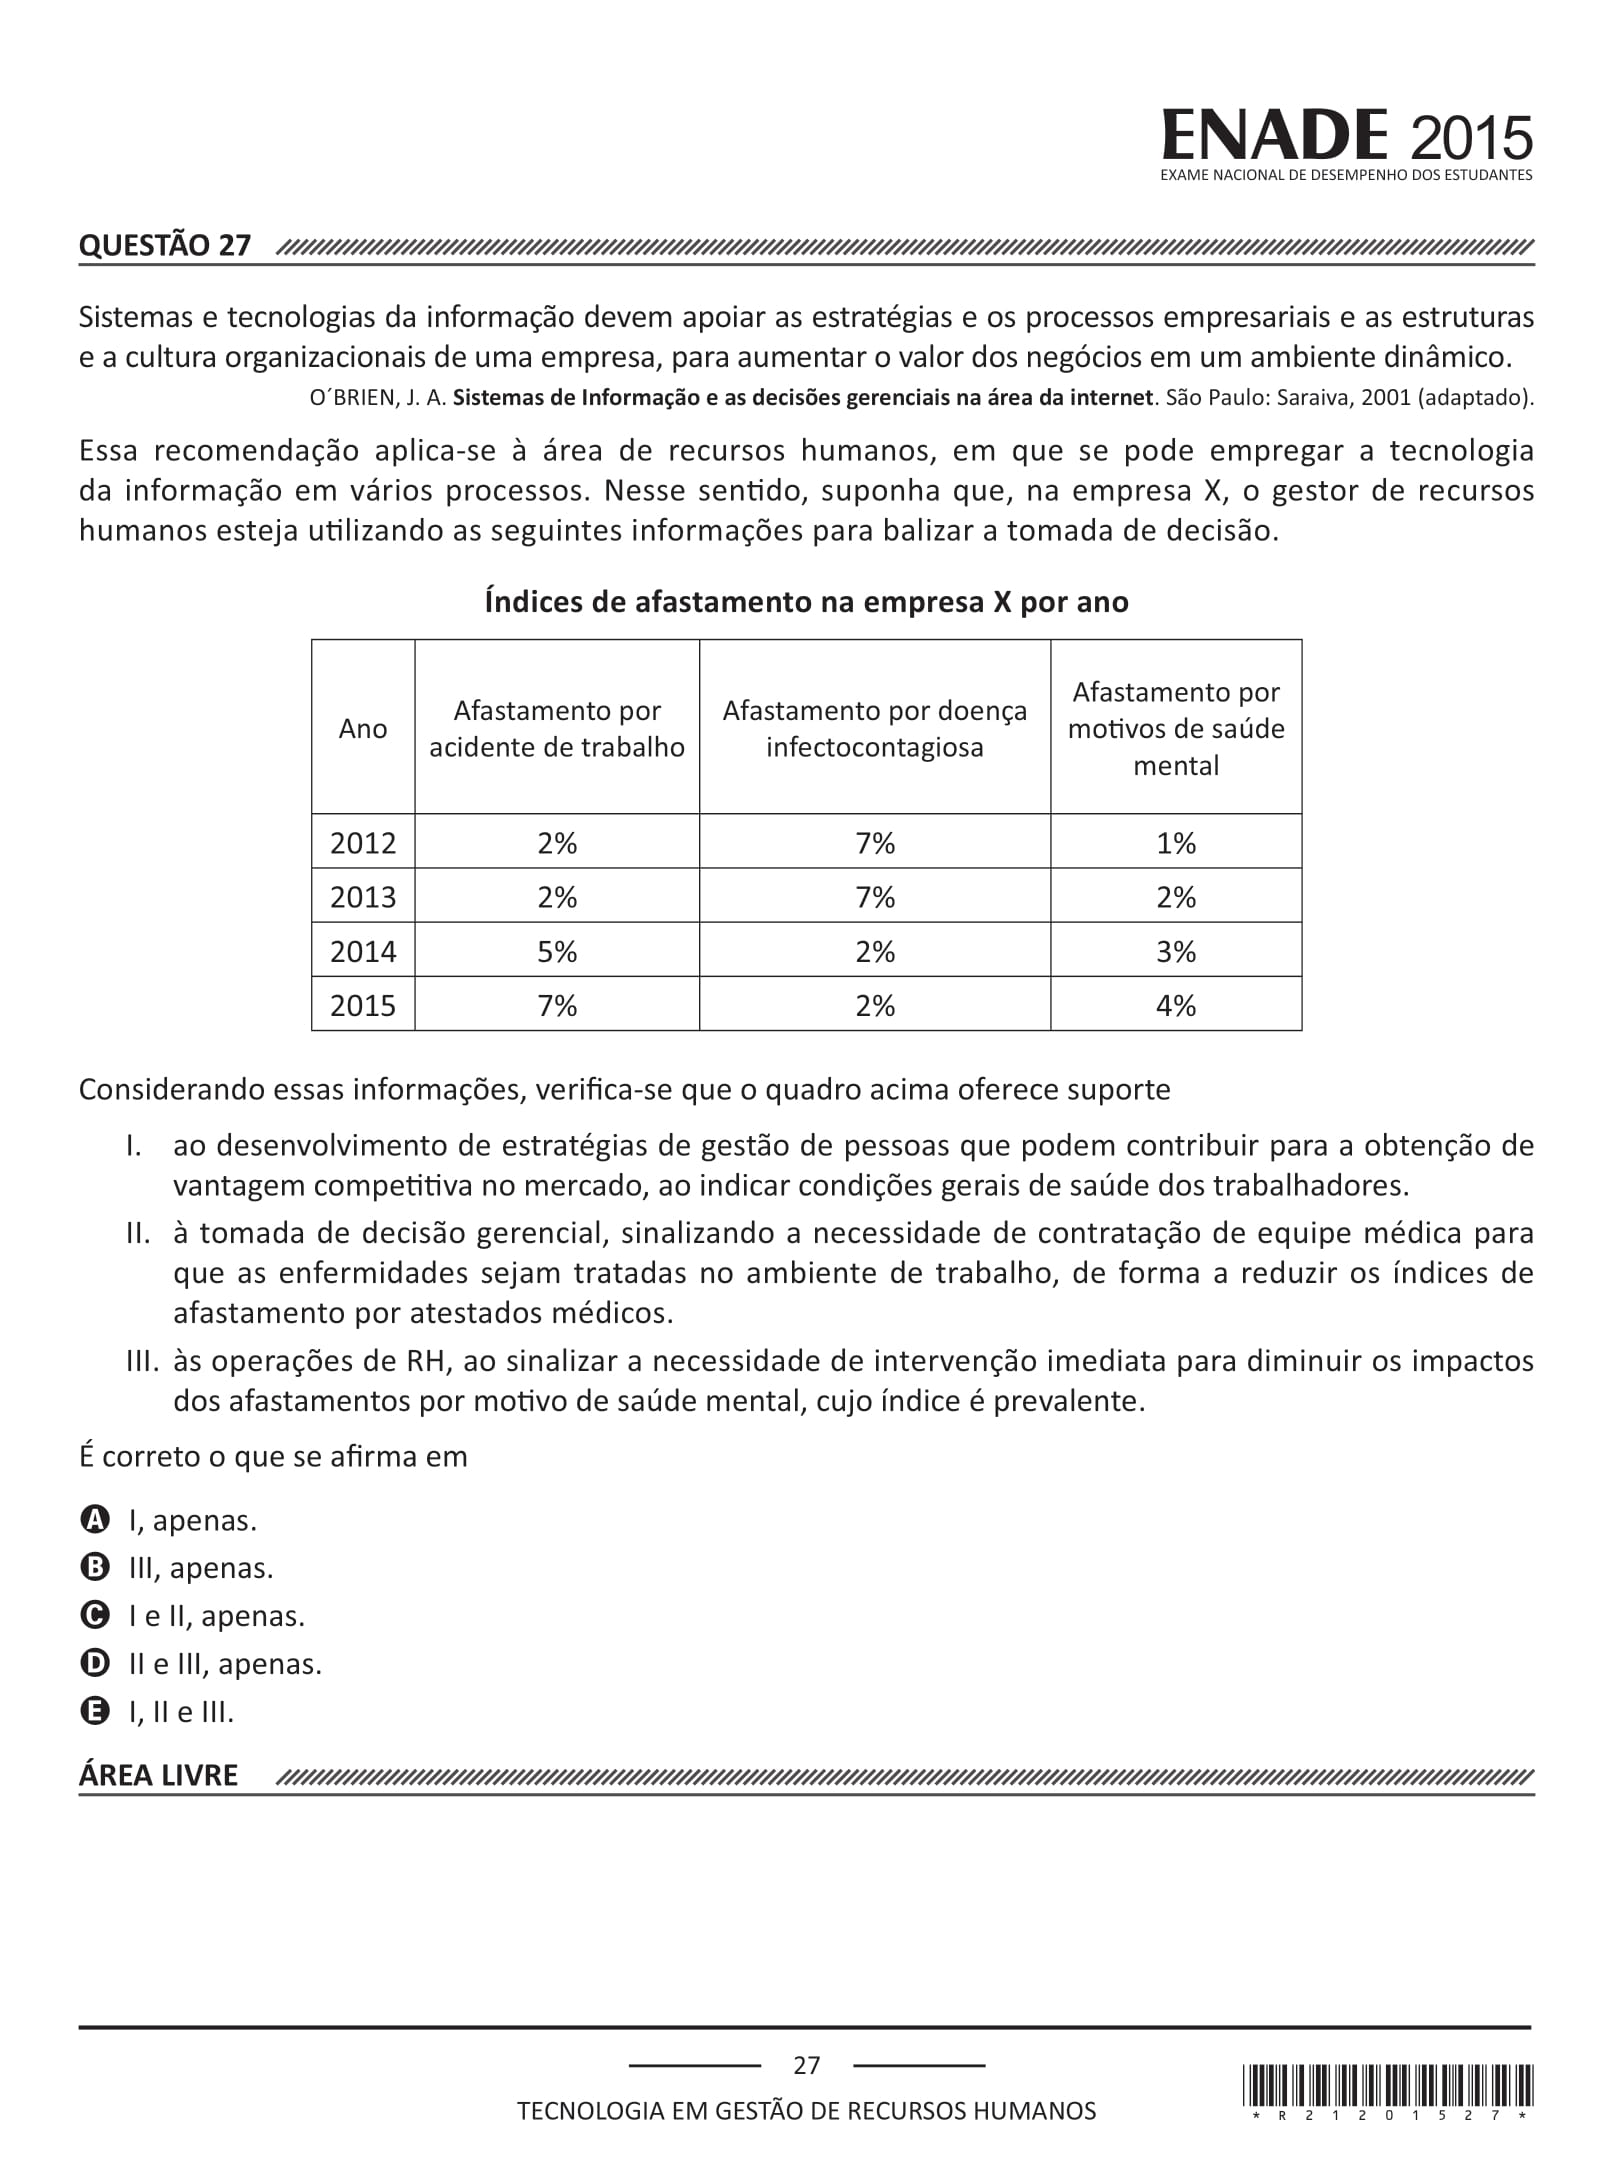 ENADE 2015
EXAME NACIONAL DE DESEMPENHO DOS ESTUDANTES
QUESTÃO 27
Sistemas e tecnologias da informação devem apoiar as estratégias e os processos empresariais e as estruturas
e a cultura organizacionais de uma empresa, para aumentar o valor dos negócios em um ambiente dinâmico.
O´BRIEN, J. A. Sistemas de Informação e as decisões gerenciais na área da internet. São Paulo: Saraiva, 2001 (adaptado).
Essa recomendação aplica-se à área de recursos humanos, em que se pode empregar a tecnologia
da informação em vários processos. Nesse sentido, suponha que, na empresa X, o gestor de recursos
humanos esteja utilizando as seguintes informações para balizar a tomada de decisão.
Índices de afastamento na empresa X por ano
Ano
Afastamento por
acidente de trabalho
Afastamento por doença
infectocontagiosa
Afastamento por
motivos de saúde
mental
2012 2% 7% 1%
2013 2% 7% 2%
2014 5% 2% 3%
2015 7% 2% 4%
Considerando essas informações, verifica-se que o quadro acima oferece suporte
I. ao desenvolvimento de estratégias de gestão de pessoas que podem contribuir para a obtenção de
vantagem competitiva no mercado, ao indicar condições gerais de saúde dos trabalhadores.
II. à tomada de decisão gerencial, sinalizando a necessidade de contratação de equipe médica para
que as enfermidades sejam tratadas no ambiente de trabalho, de forma a reduzir os índices de
afastamento por atestados médicos.
III. às operações de RH, ao sinalizar a necessidade de intervenção imediata para diminuir os impactos
dos afastamentos por motivo de saúde mental, cujo índice é prevalente.
É correto o que se afirma em
A I, apenas.
B III, apenas.
C I e II, apenas.
D II e III, apenas.
E I, II e III.
ÁREA LIVRE
27
TECNOLOGIA EM GESTÃO DE RECURSOS HUMANOS
*R21201527*